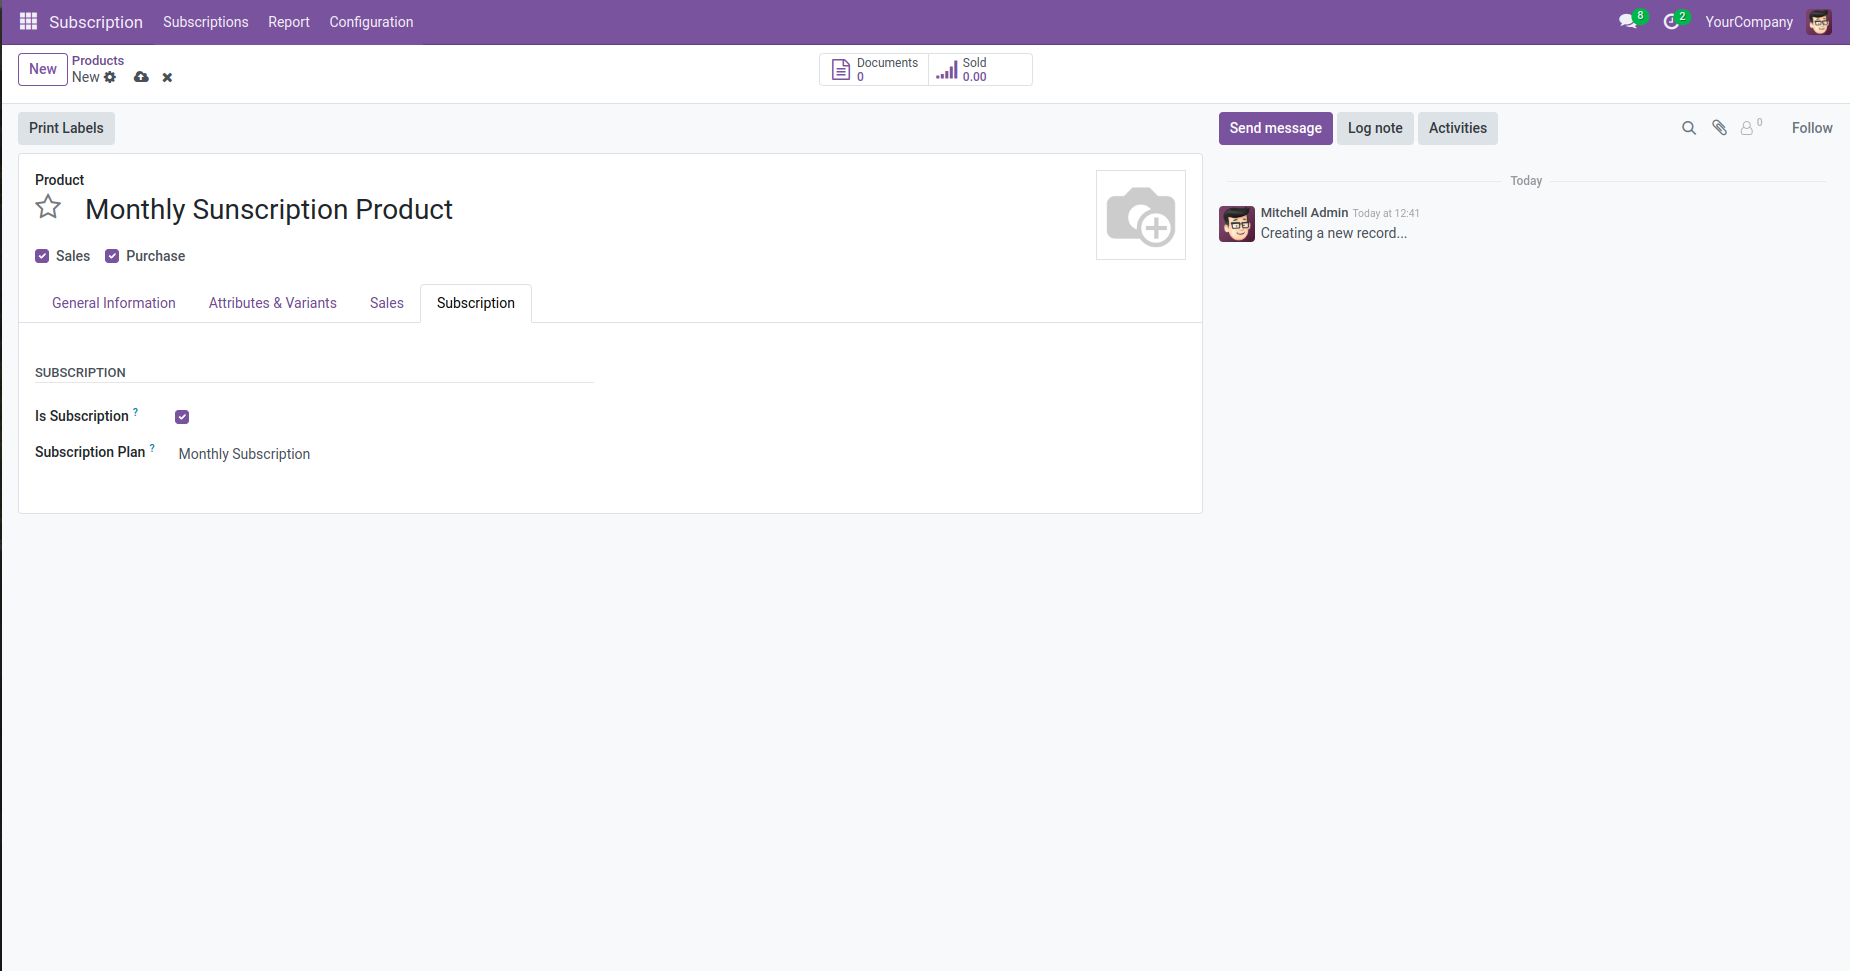 Subscription Subscriptions Report Configuration 8 2 YourCompany
New Products
New
Documents
0
Sold
0.00
Print Labels
Send message Log note Activities 0 Follow
Product
Monthly Sunscription Product
Sales Purchase
General Information Attributes & Variants Sales Subscription
SUBSCRIPTION
Is Subscription ?
Subscription Plan ? Monthly Subscription
Today
Mitchell Admin Today at 12:41
Creating a new record...